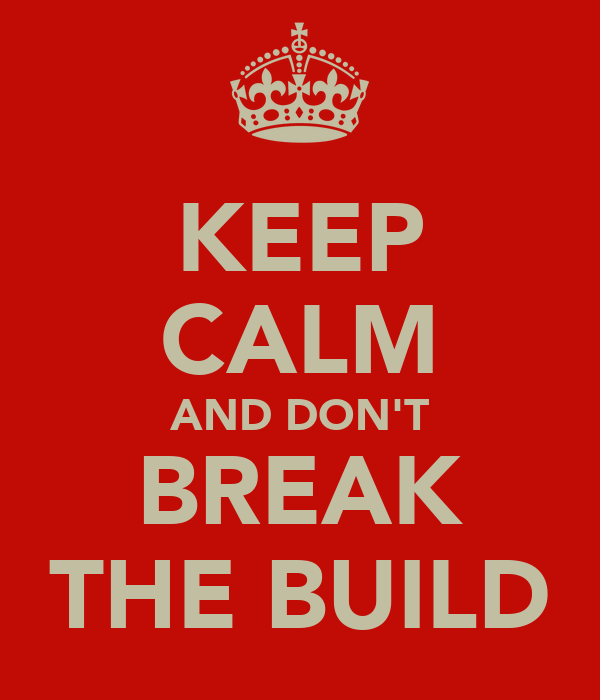 KEEP
CALM
AND DON'T
BREAK
THE BUILD